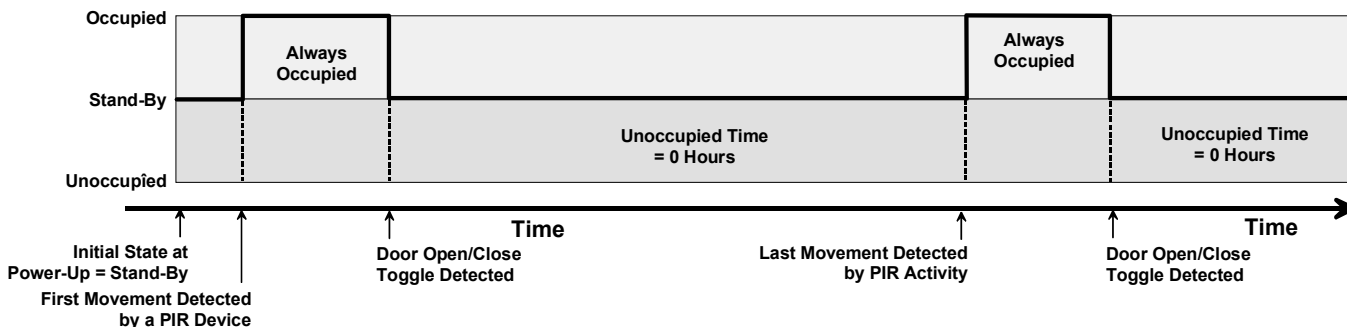 Occupied
Always
Occupied
Always
Occupied
Stand-By
Unoccupied Time
= 0 Hours
Unoccupied Time
= 0 Hours
Unoccupîed
Time
Time
Initial State at
Power-Up = Stand-By
First Movement Detected
by a PIR Device
Door Open/Close
Toggle Detected
Last Movement Detected
by PIR Activity
Door Open/Close
Toggle Detected